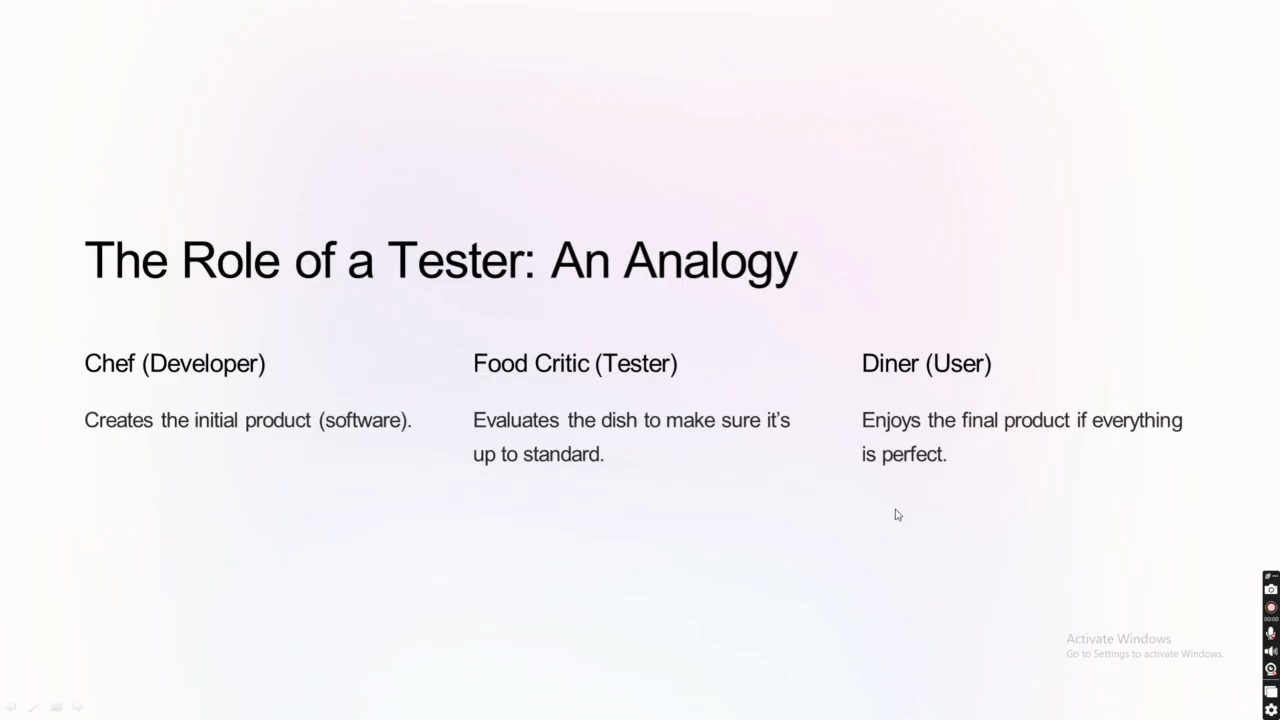 The Role of a Tester: An Analogy
Chef (Developer)
Creates the initial product (software).
Food Critic (Tester)
Evaluates the dish to make sure it's
up to standard.
Diner (User)
Enjoys the final product if everything
is perfect.
Activate Windows
Go to Settings to activate Windows.
00:00